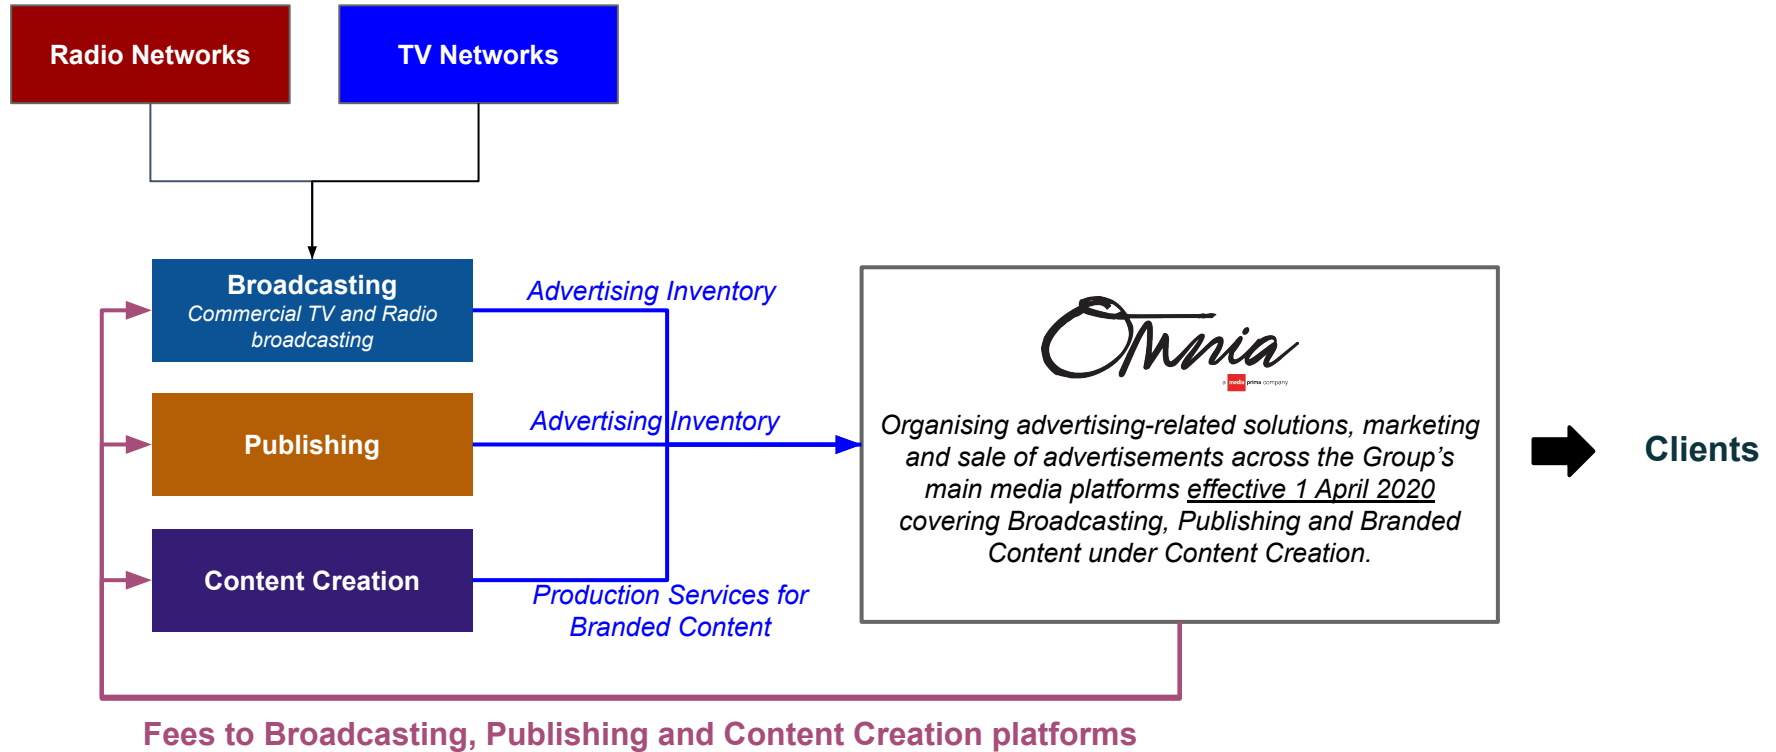 Radio Networks
TV Networks
Broadcasting
Commercial TV and Radio
broadcasting
Advertising Inventory
Publishing
Advertising Inventory
Content Creation
Production Services for
Branded Content
Omnia
a media prima company
Organising advertising-related solutions, marketing
and sale of advertisements across the Group's
main media platforms effective 1 April 2020
covering Broadcasting, Publishing and Branded
Content under Content Creation.
Clients
Fees to Broadcasting, Publishing and Content Creation platforms